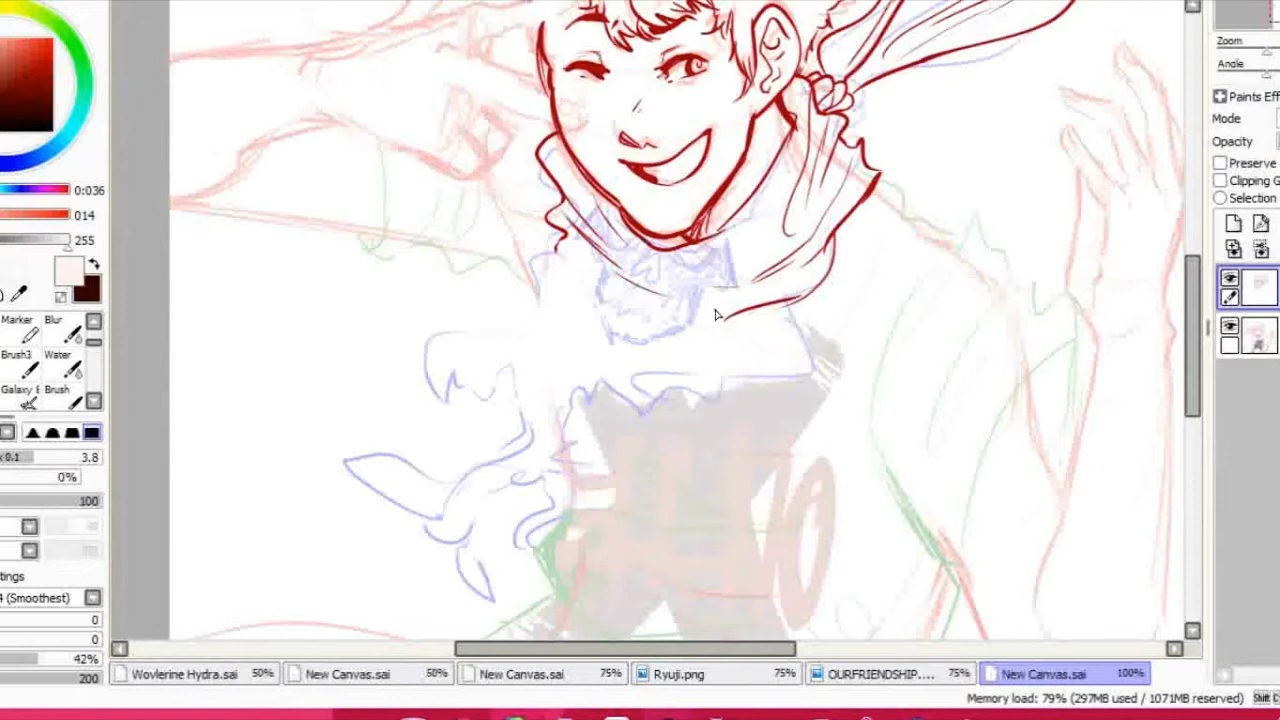 Zoom
Angle
Paints Eff
Mode
Opacity
Preserve
Clipping G
Selection
0:036
014
255
Marker Blur
Brush3 Water
Galaxy Brush
0.1 3.8
0%
100
tings
4 (Smoothest)
0
0
42%
200
Wovlerine Hydra.sai 50%
New Canvas.sai 50%
New Canvas.sai 75%
Ryuji.png 75%
OURFRIENDSHIP.... 75%
New Canvas.sai 100%
Memory load: 79% (297MB used / 1071MB reserved)
Shift